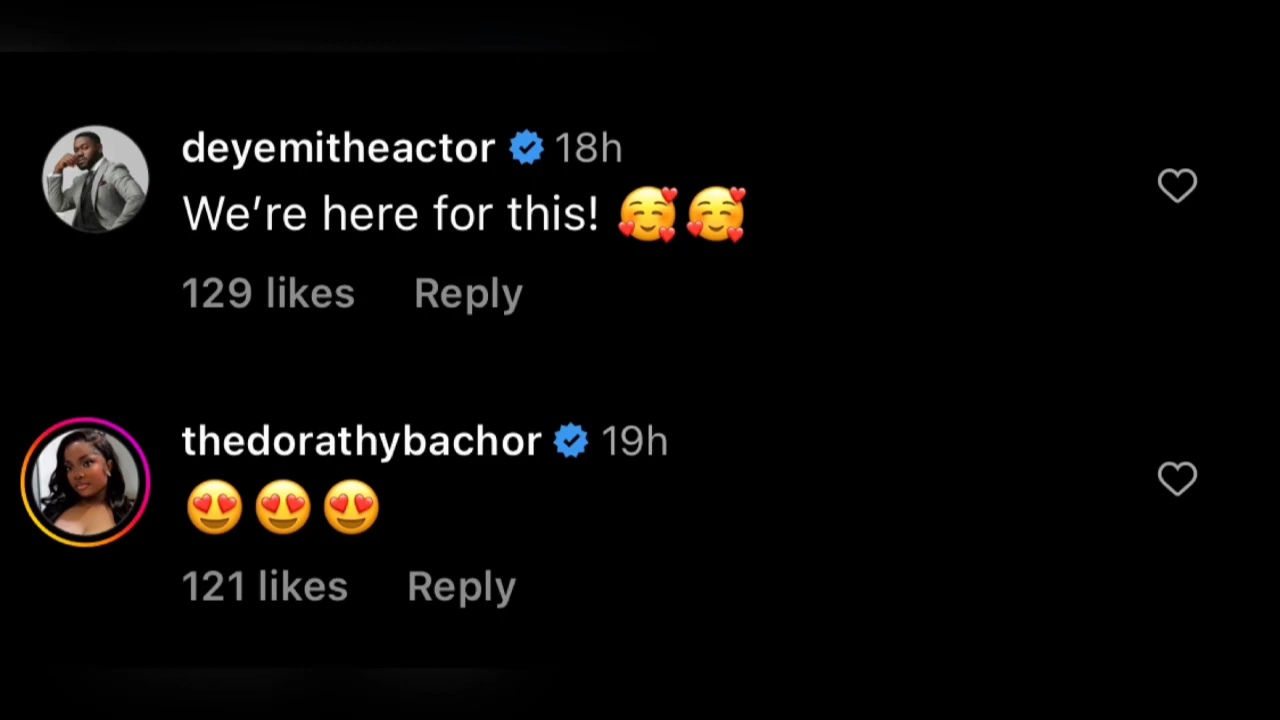 deyemitheactor 18h
We’re here for this! 🥰🥰
129 likes Reply
thedorathybachor 19h
😍😍😍
121 likes Reply